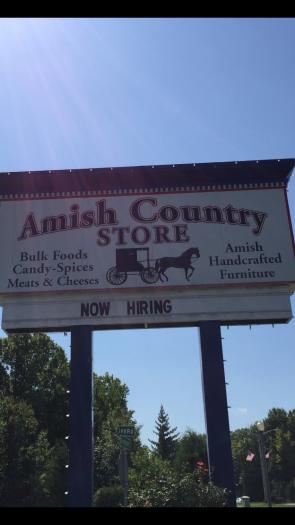 Amish Country
STORE
Bulk Foods
Candy-Spices
Meats & Cheeses
Amish
Handcrafted
Furniture
NOW HIRING